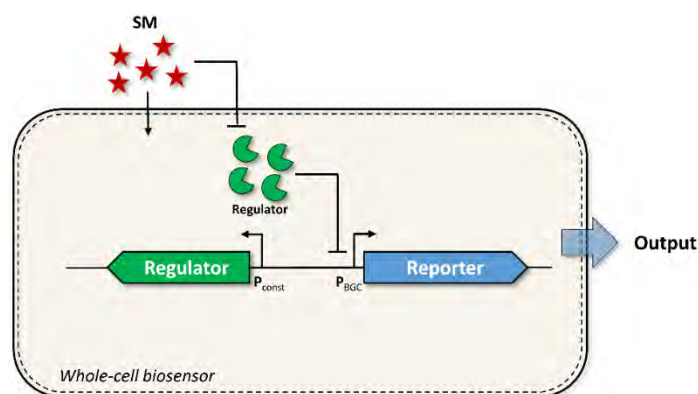 SM
Regulator
Output
Regulator
Reporter
Pconst
PBGC
Whole-cell biosensor